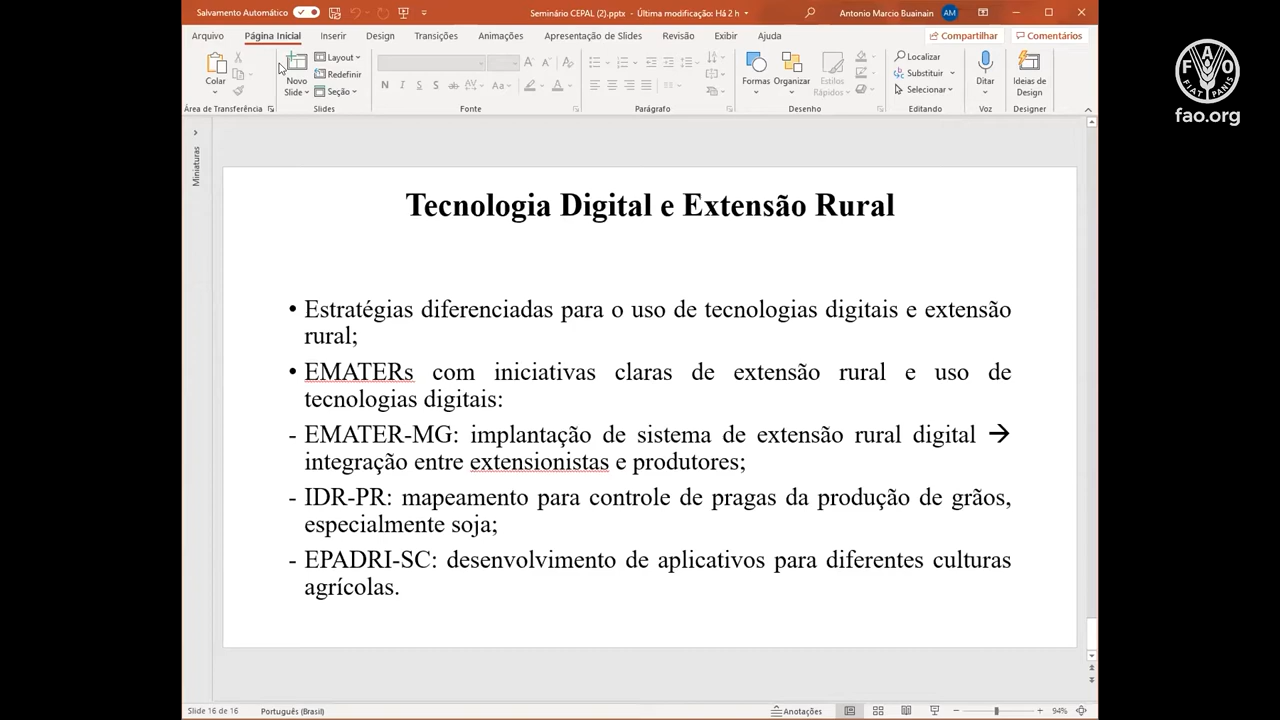 Salvamento Automático
Seminário CEPAL (2).pptx - Última modificação: Há 2 h
Antonio Marcio Buainain
AM
Arquivo Página Inicial Inserir Design Transições Animações Apresentação de Slides Revisão Exibir Ajuda Compartilhar Comentários
Colar
Novo
Slide
Layout
Redefinir
Seção
N I S S ab AV Aa A
A A A
Formas
Organizar
Estilos
Rápidos
Localizar
Substituir
Selecionar
Ditar
Ideias de
Design
Área de Transferência Slides Fonte Parágrafo Desenho Editando Voz Designer
F A O
FIAT PANIS
fao.org
Miniaturas
Tecnologia Digital e Extensão Rural
• Estratégias diferenciadas para o uso de tecnologias digitais e extensão
rural;
• EMATERs com iniciativas claras de extensão rural e uso de
tecnologias digitais:
- EMATER-MG: implantação de sistema de extensão rural digital →
integração entre extensionistas e produtores;
- IDR-PR: mapeamento para controle de pragas da produção de grãos,
especialmente soja;
- EPADRI-SC: desenvolvimento de aplicativos para diferentes culturas
agrícolas.
Slide 16 de 16 Português (Brasil) Anotações 94%